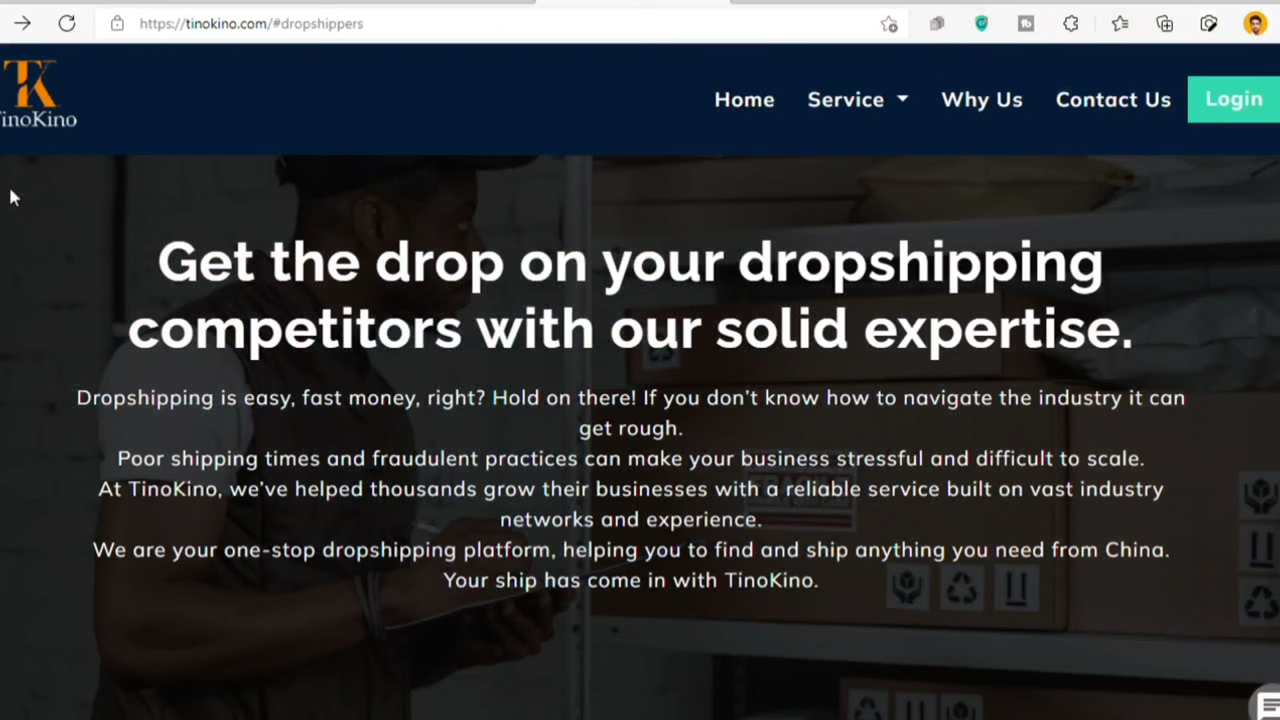 https://tinokino.com/#dropshippers
TK
TinoKino
Home Service Why Us Contact Us Login
Get the drop on your dropshipping
competitors with our solid expertise.
Dropshipping is easy, fast money, right? Hold on there! If you don’t know how to navigate the industry it can
get rough.
Poor shipping times and fraudulent practices can make your business stressful and difficult to scale.
At TinoKino, we’ve helped thousands grow their businesses with a reliable service built on vast industry
networks and experience.
We are your one-stop dropshipping platform, helping you to find and ship anything you need from China.
Your ship has come in with TinoKino.